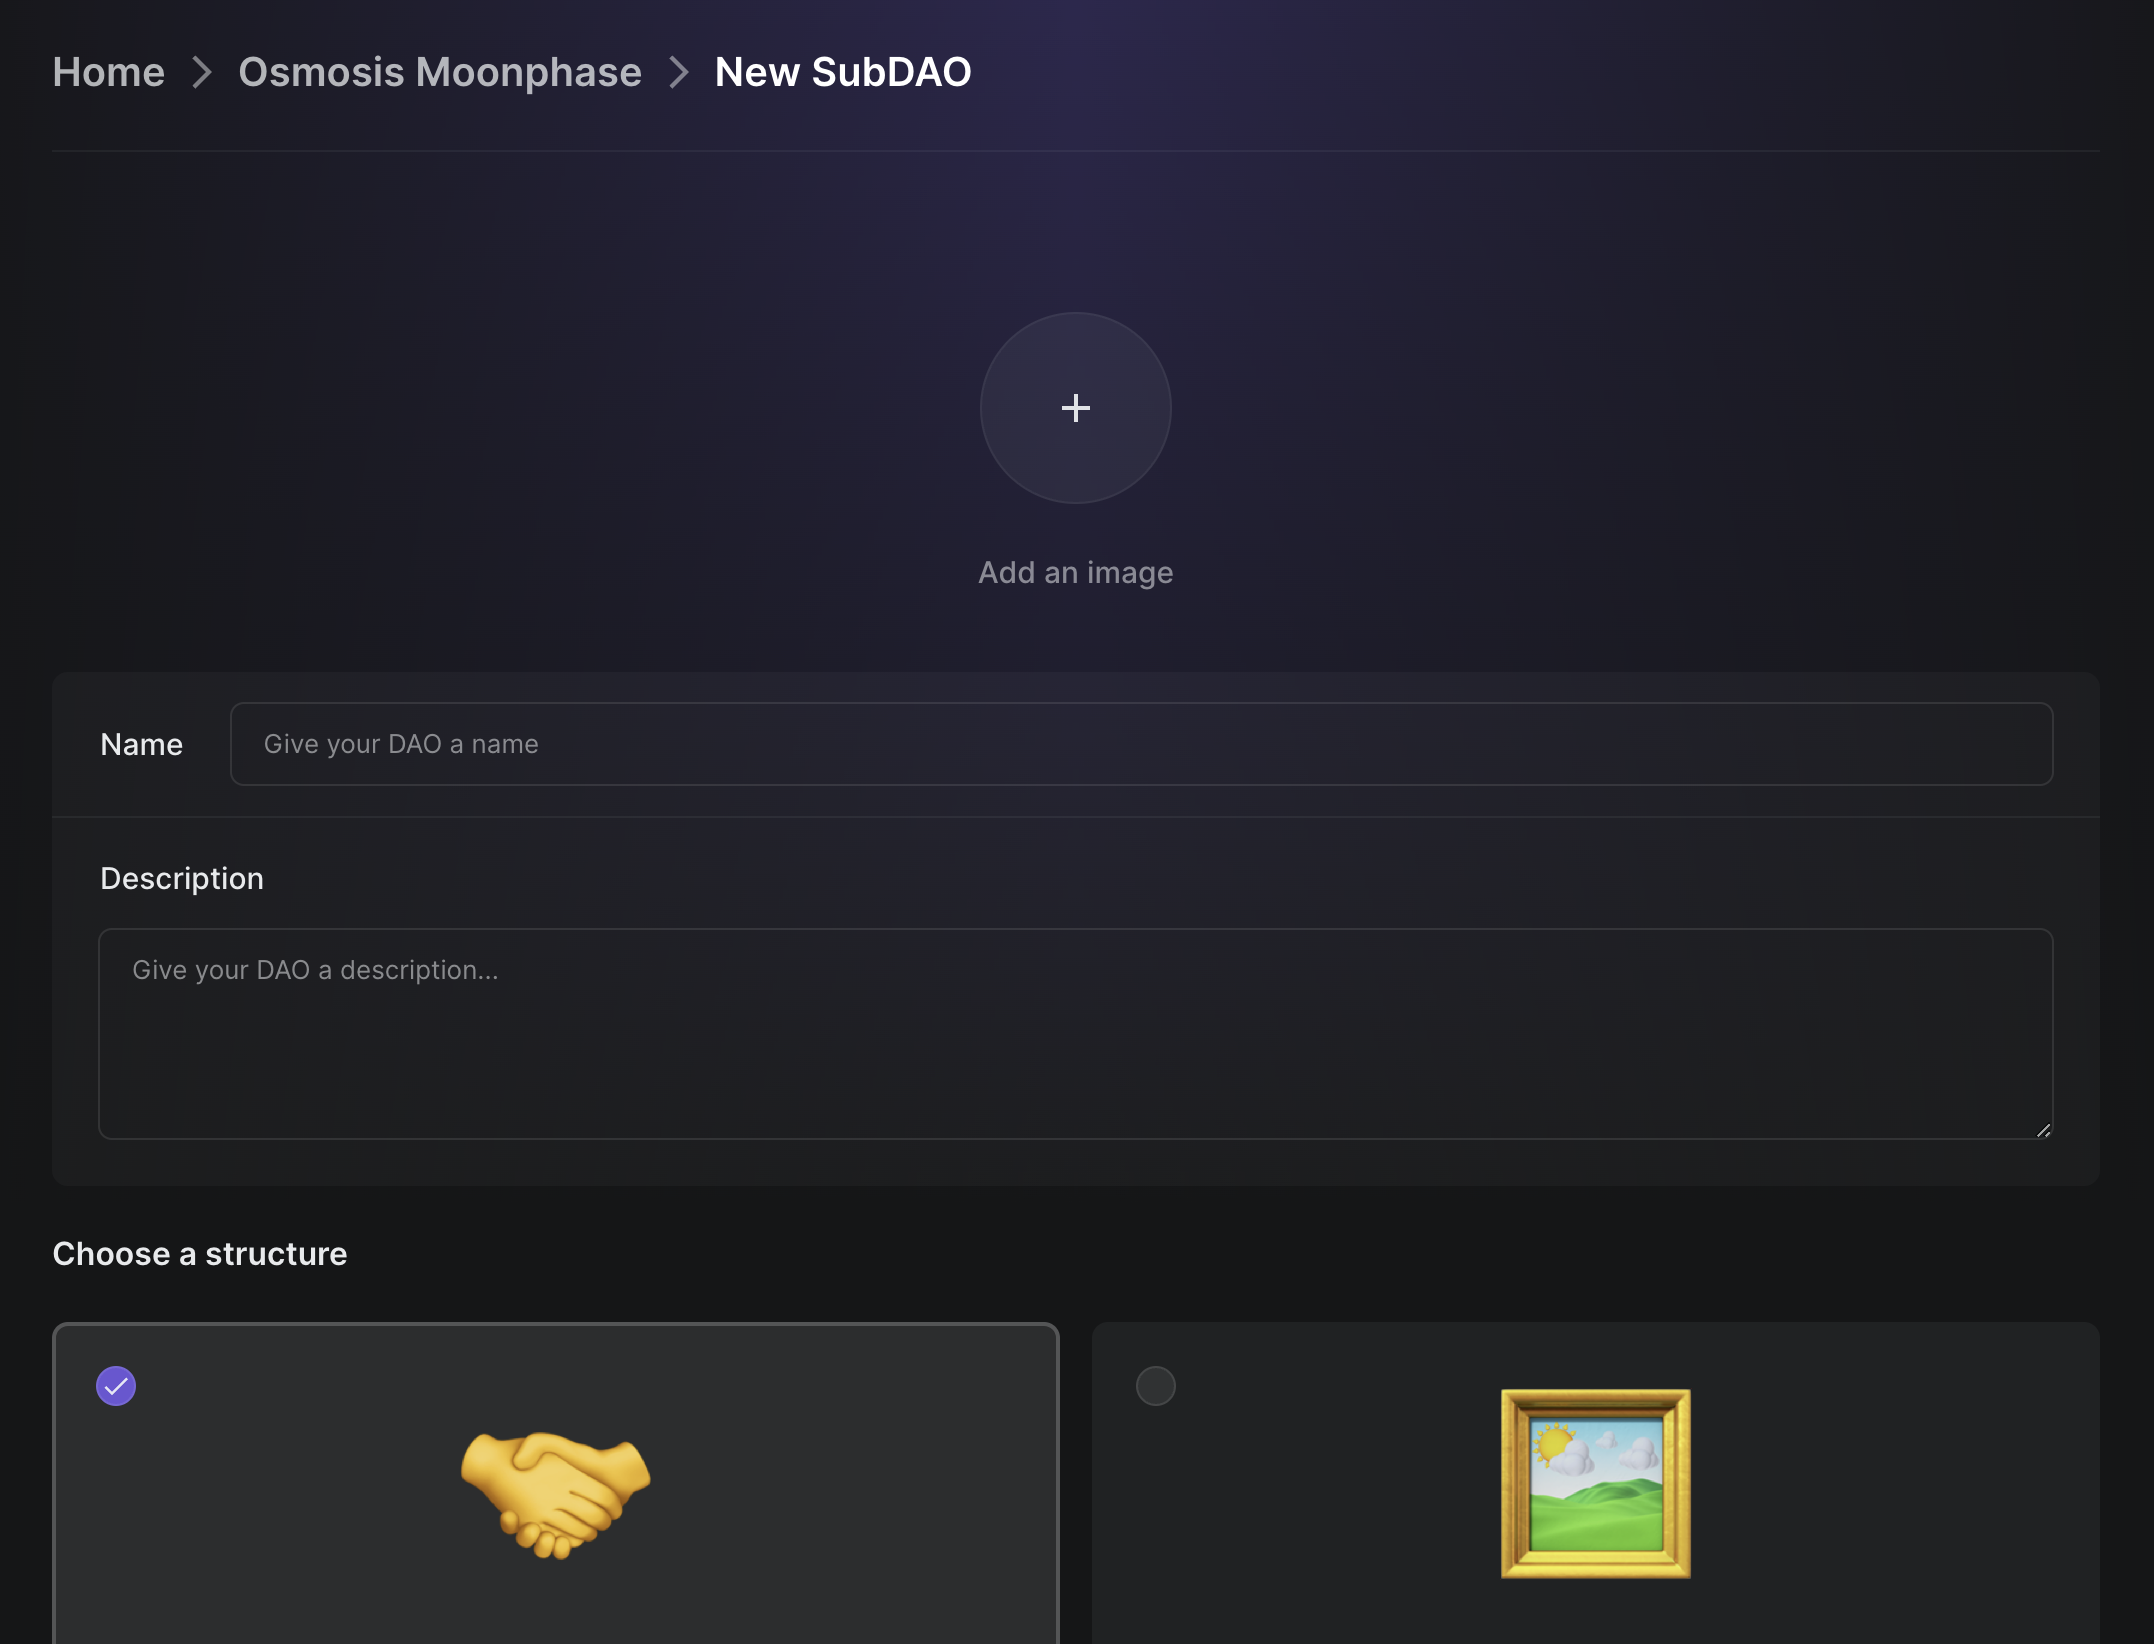 Home > Osmosis Moonphase > New SubDAO
Add an image
Name
Give your DAO a name
Description
Give your DAO a description...
Choose a structure